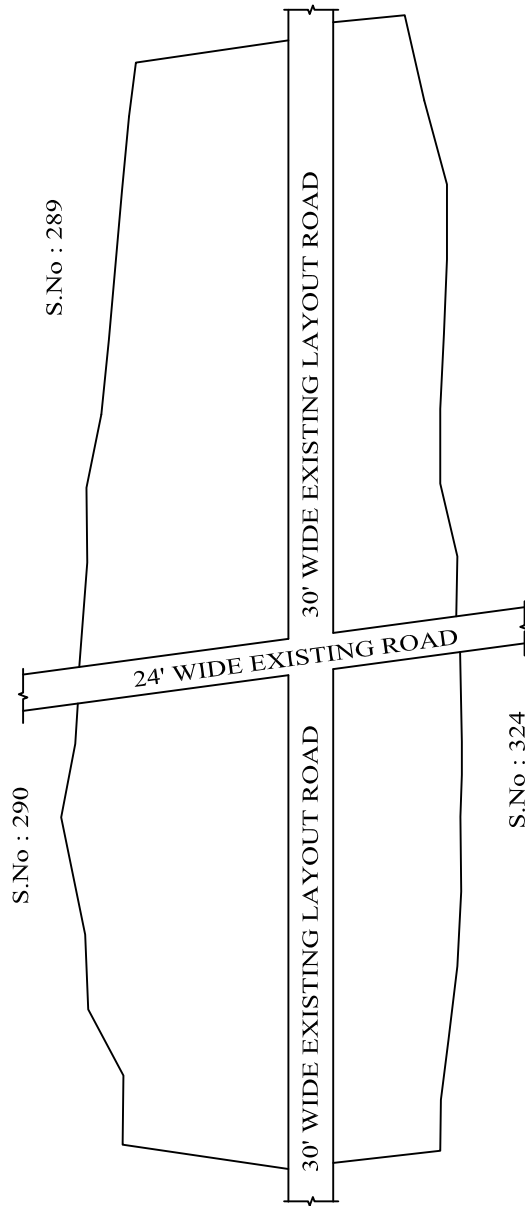 S.No : 289
30' WIDE EXISTING LAYOUT ROAD
24' WIDE EXISTING ROAD
S.No : 290
S.No : 324
30' WIDE EXISTING LAYOUT ROAD